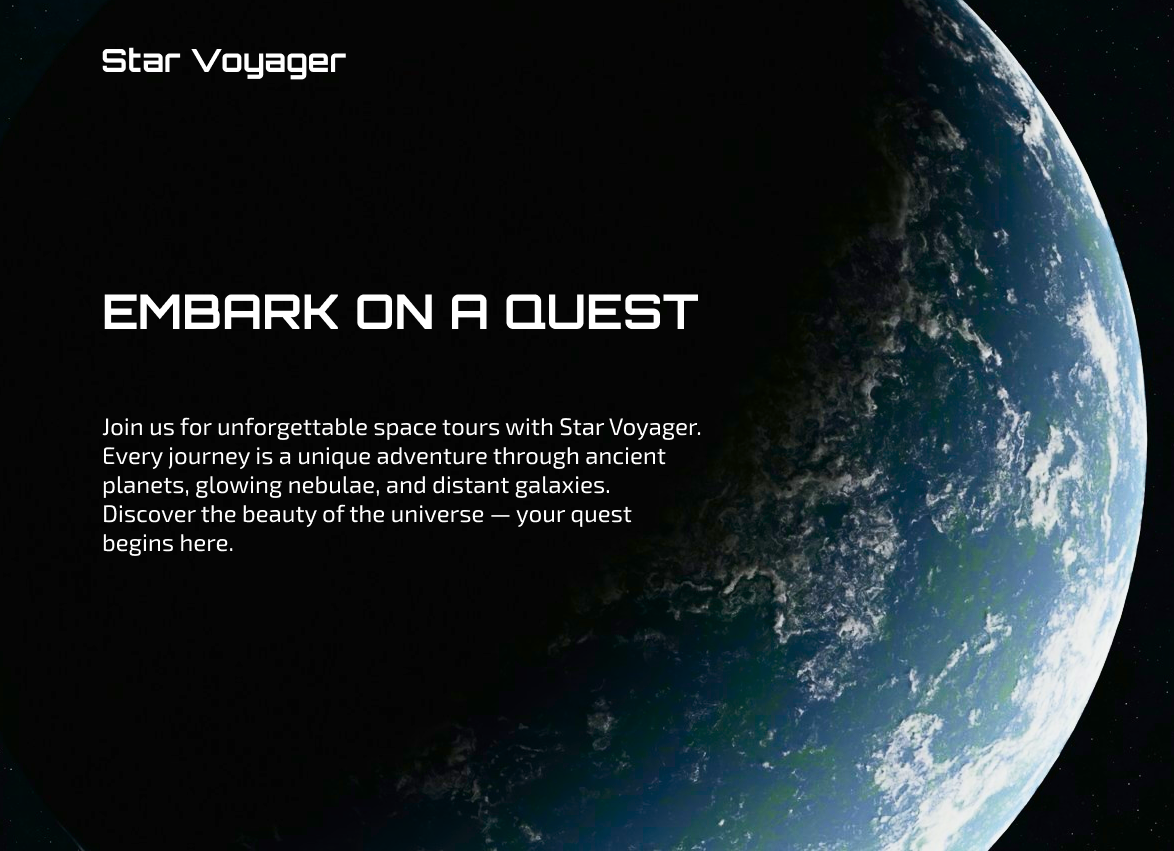 Star Voyager
EMBARK ON A QUEST
Join us for unforgettable space tours with Star Voyager.
Every journey is a unique adventure through ancient
planets, glowing nebulae, and distant galaxies.
Discover the beauty of the universe — your quest
begins here.